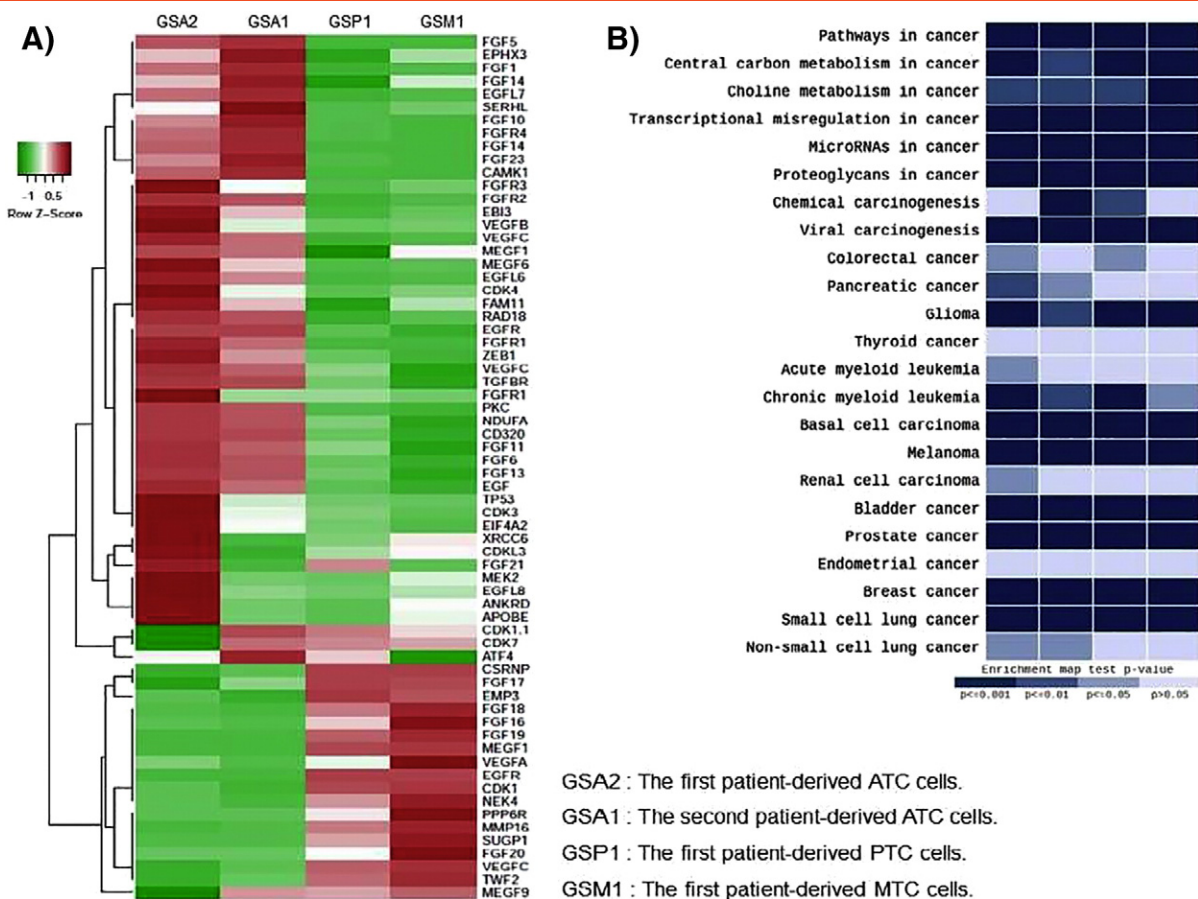 A)
GSA2 GSA1 GSP1 GSM1
-1 0.5
Row Z-Score
FGF5
EPHX3
FGF1
FGF14
EGFL7
SERHL
FGF10
FGFR4
FGF14
FGF23
CAMK1
FGFR3
FGFR2
EBI3
VEGFB
VEGFC
MEGF1
MEGF6
EGFL6
CDK4
FAM11
RAD18
EGFR
FGFR1
ZEB1
VEGFC
TGFBR
FGFR1
PKC
NDUFA
CD320
FGF11
FGF6
FGF13
EGF
TP53
CDK3
EIF4A2
XRCC6
CDKL3
FGF21
MEK2
EGFL8
ANKRD
APOBE
CDK1.1
CDK7
ATF4
CSRNP
FGF17
EMP3
FGF18
FGF16
FGF19
MEGF1
VEGFA
EGFR
CDK1
NEK4
PPP6R
MMP16
SUGP1
FGF20
VEGFC
TWF2
MEGF9
B)
Pathways in cancer
Central carbon metabolism in cancer
Choline metabolism in cancer
Transcriptional misregulation in cancer
MicroRNAs in cancer
Proteoglycans in cancer
Chemical carcinogenesis
Viral carcinogenesis
Colorectal cancer
Pancreatic cancer
Glioma
Thyroid cancer
Acute myeloid leukemia
Chronic myeloid leukemia
Basal cell carcinoma
Melanoma
Renal cell carcinoma
Bladder cancer
Prostate cancer
Endometrial cancer
Breast cancer
Small cell lung cancer
Non-small cell lung cancer
Enrichment map test p-value
p<=0.001 p<=0.01 p<=0.05 p>0.05
GSA2 : The first patient-derived ATC cells.
GSA1 : The second patient-derived ATC cells.
GSP1 : The first patient-derived PTC cells.
GSM1 : The first patient-derived MTC cells.